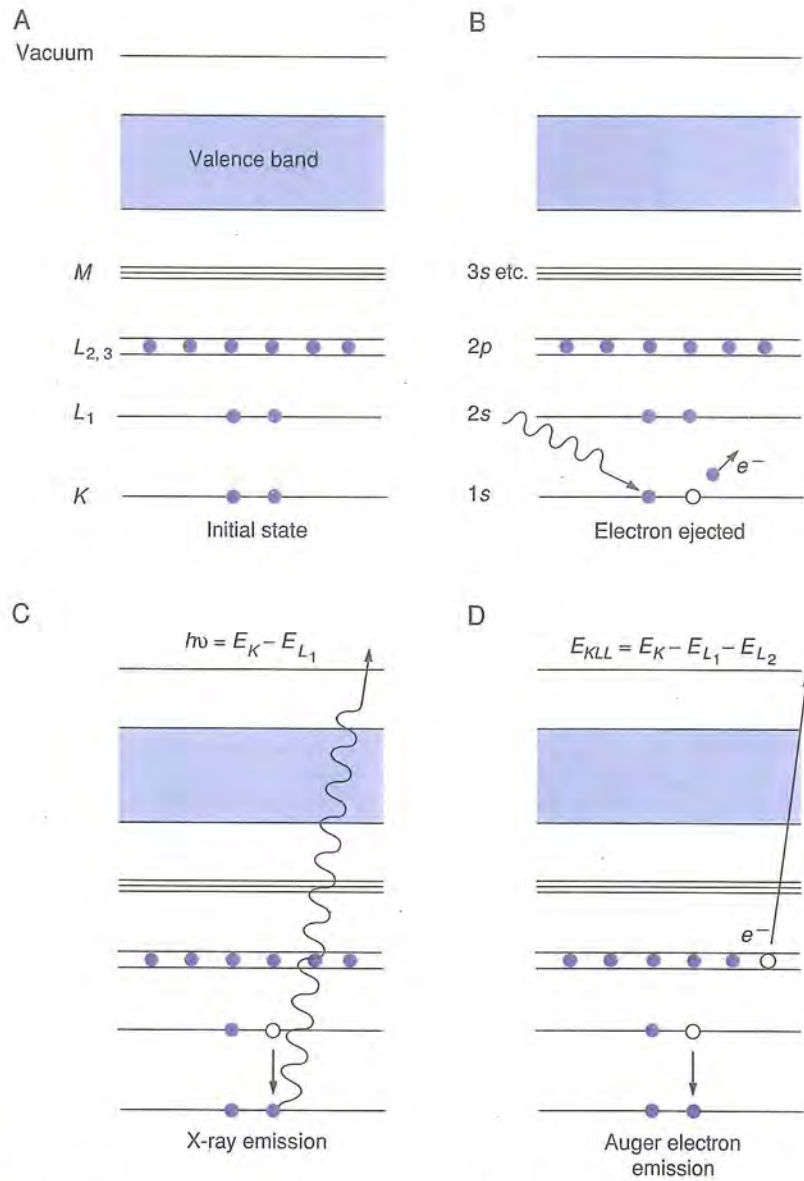 A
Vacuum
Valence band
M
L2, 3
L1
K
Initial state
B
3s etc.
2p
2s
e−
1s
Electron ejected
C
hυ = EK − EL1
X-ray emission
D
EKLL = EK − EL1 − EL2
e−
Auger electron
emission